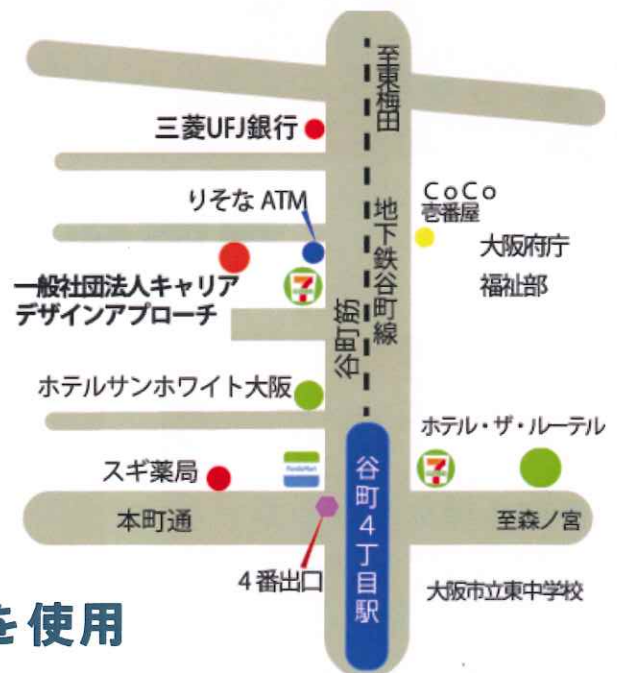 至東梅田
三菱UFJ銀行
りそな ATM
CoCo
壱番屋
地下鉄谷町線
大阪府庁
福祉部
一般社団法人キャリア
デザインアプローチ
7
谷町筋
ホテルサンホワイト大阪
ホテル・ザ・ルーテル
スギ薬局
FamilyMart
7
谷町4丁目駅
本町通
至森ノ宮
4番出口
大阪市立東中学校
を使用